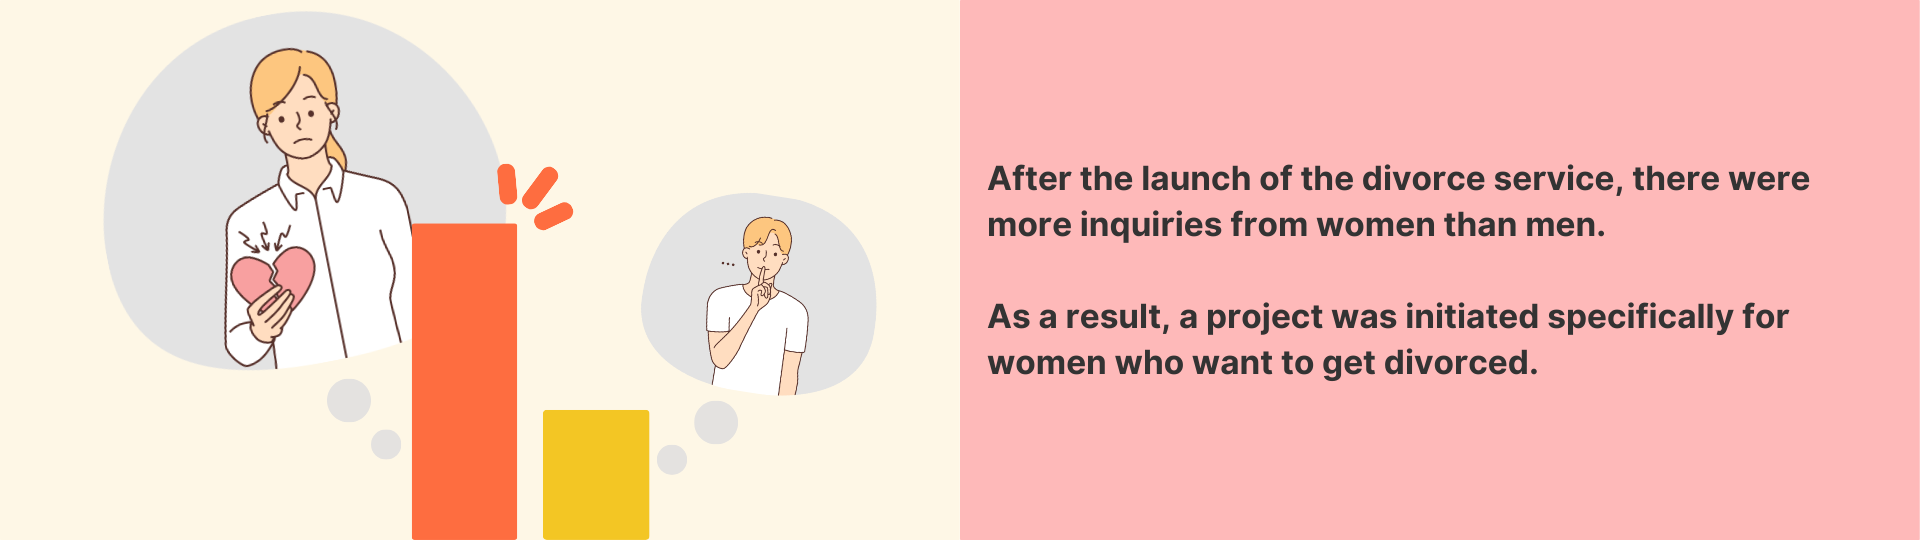 After the launch of the divorce service, there were
more inquiries from women than men.
As a result, a project was initiated specifically for
women who want to get divorced.